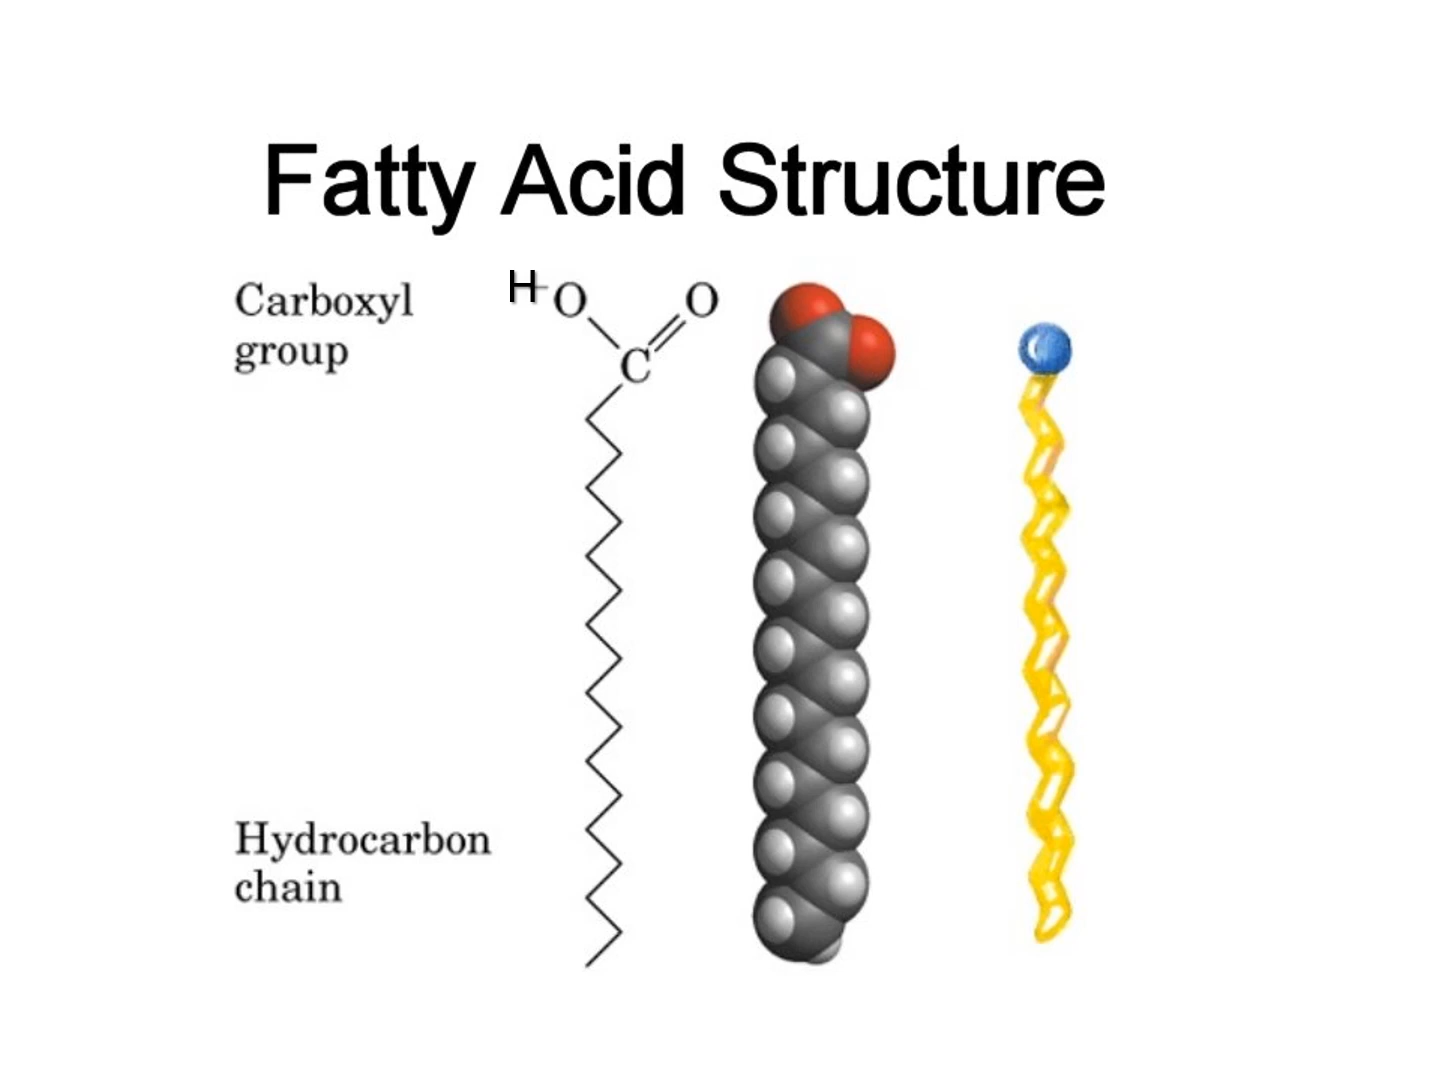 Fatty Acid Structure
Carboxyl
group
H O
O
C
Hydrocarbon
chain